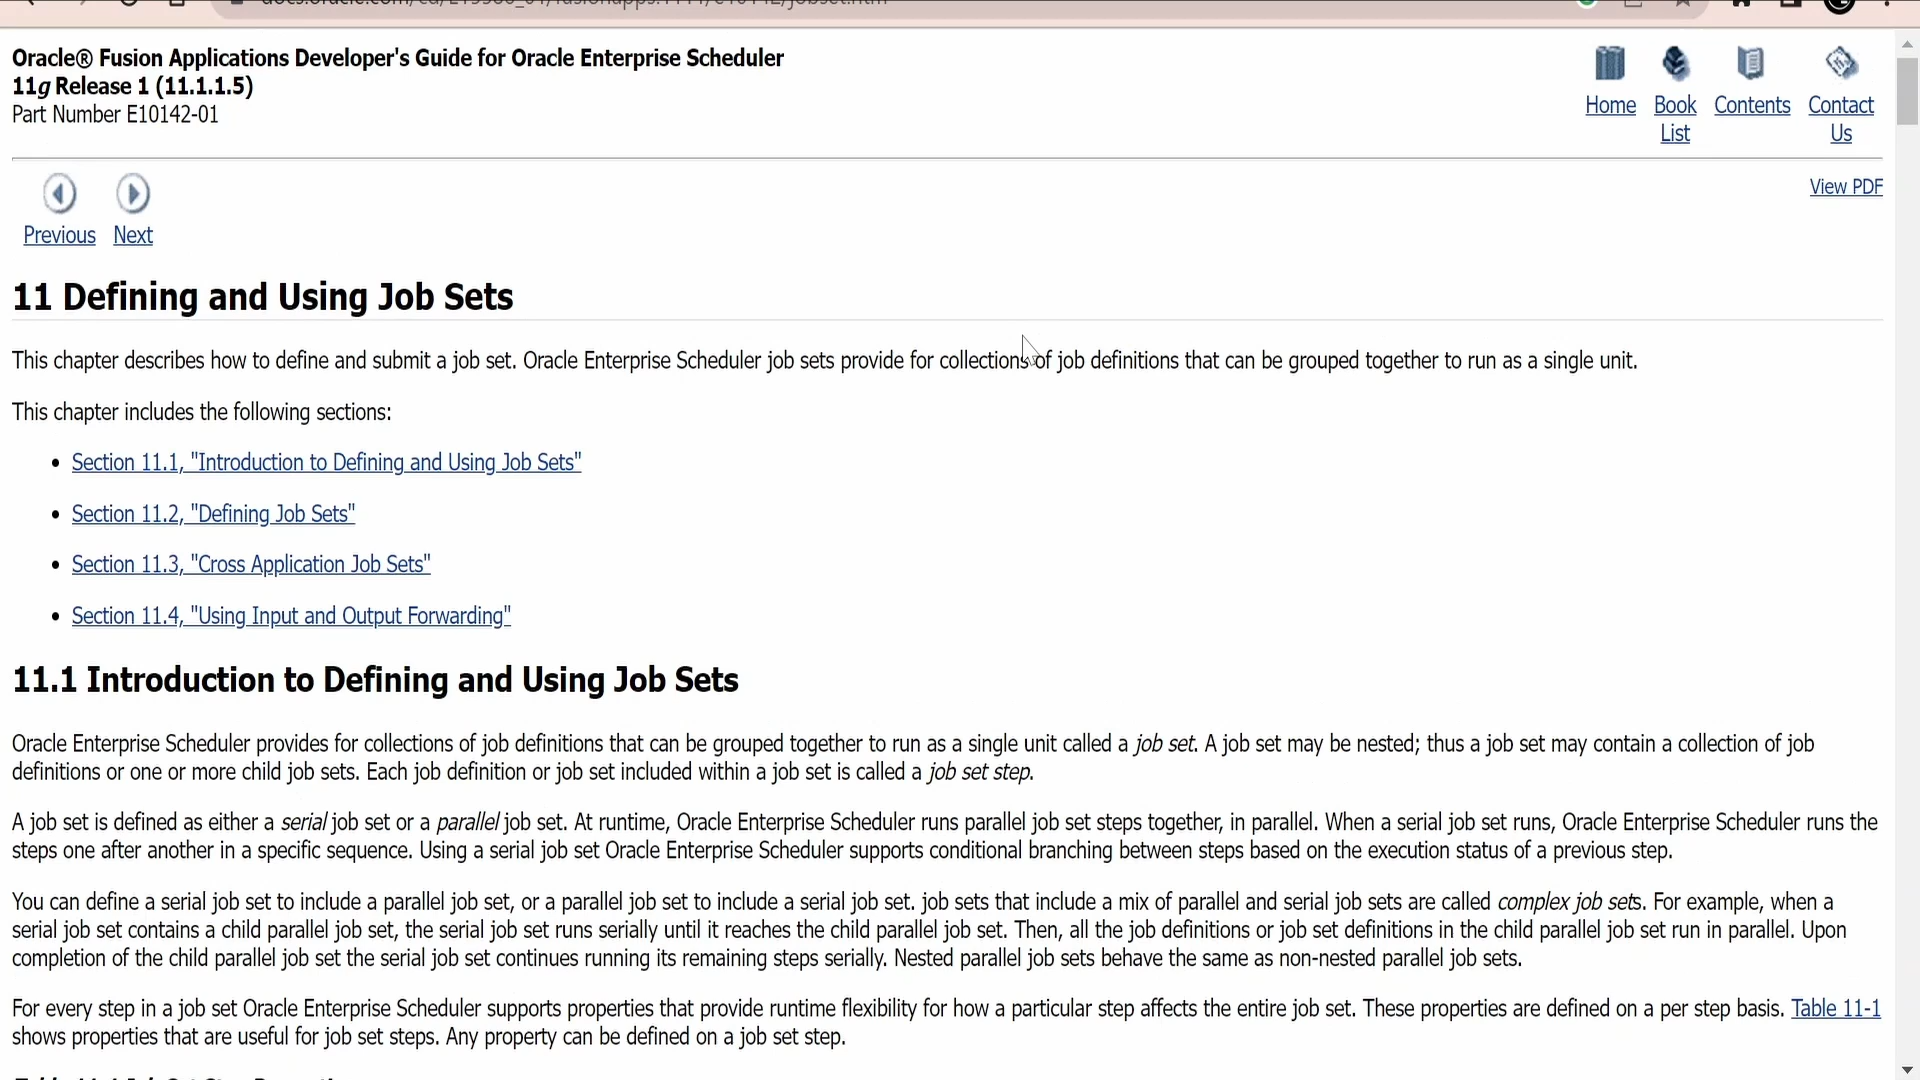 Oracle® Fusion Applications Developer's Guide for Oracle Enterprise Scheduler
11g Release 1 (11.1.1.5)
Part Number E10142-01
Home
Book
List
Contents
Contact
Us
Previous
Next
View PDF
11 Defining and Using Job Sets
This chapter describes how to define and submit a job set. Oracle Enterprise Scheduler job sets provide for collections of job definitions that can be grouped together to run as a single unit.
This chapter includes the following sections:
• Section 11.1, "Introduction to Defining and Using Job Sets"
• Section 11.2, "Defining Job Sets"
• Section 11.3, "Cross Application Job Sets"
• Section 11.4, "Using Input and Output Forwarding"
11.1 Introduction to Defining and Using Job Sets
Oracle Enterprise Scheduler provides for collections of job definitions that can be grouped together to run as a single unit called a job set. A job set may be nested; thus a job set may contain a collection of job
definitions or one or more child job sets. Each job definition or job set included within a job set is called a job set step.
A job set is defined as either a serial job set or a parallel job set. At runtime, Oracle Enterprise Scheduler runs parallel job set steps together, in parallel. When a serial job set runs, Oracle Enterprise Scheduler runs the
steps one after another in a specific sequence. Using a serial job set Oracle Enterprise Scheduler supports conditional branching between steps based on the execution status of a previous step.
You can define a serial job set to include a parallel job set, or a parallel job set to include a serial job set. job sets that include a mix of parallel and serial job sets are called complex job sets. For example, when a
serial job set contains a child parallel job set, the serial job set runs serially until it reaches the child parallel job set. Then, all the job definitions or job set definitions in the child parallel job set run in parallel. Upon
completion of the child parallel job set the serial job set continues running its remaining steps serially. Nested parallel job sets behave the same as non-nested parallel job sets.
For every step in a job set Oracle Enterprise Scheduler supports properties that provide runtime flexibility for how a particular step affects the entire job set. These properties are defined on a per step basis. Table 11-1
shows properties that are useful for job set steps. Any property can be defined on a job set step.